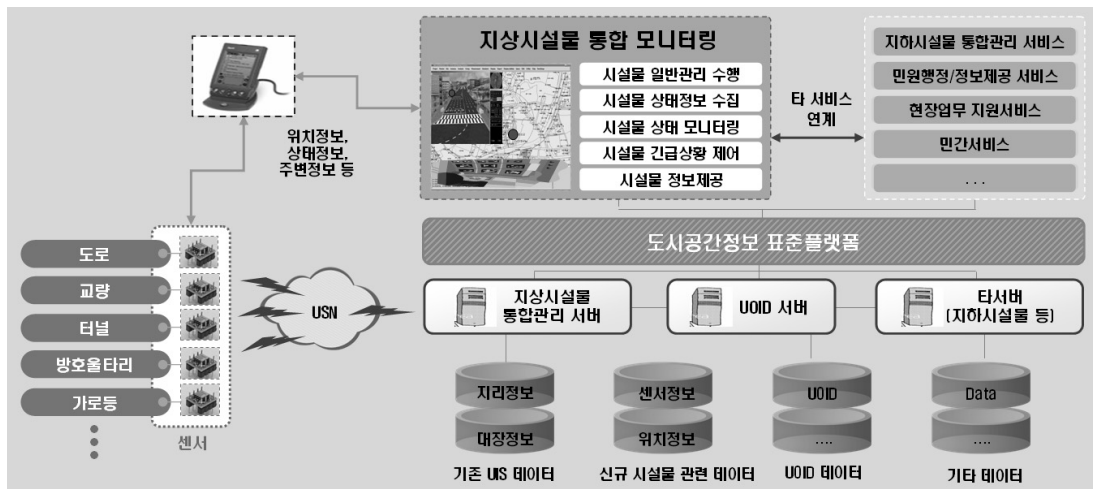 지상시설물 통합 모니터링
시설물 일반관리 수행
시설물 상태정보 수집
시설물 상태 모니터링
시설물 긴급상황 제어
시설물 정보제공
타 서비스
연계
지하시설물 통합관리 서비스
민원행정/정보제공 서비스
현장업무 지원서비스
민간서비스
...
위치정보,
상태정보,
주변정보 등
도시공간정보 표준플랫폼
도로
교량
터널
방호울타리
가로등
센서
USN
지상시설물
통합관리 서버
UOID 서버
타서버
(지하시설물 등)
지리정보
대장정보
기존 UIS 데이터
센서정보
위치정보
신규 시설물 관련 데이터
UOID
....
UOID 데이터
Data
....
기타 데이터